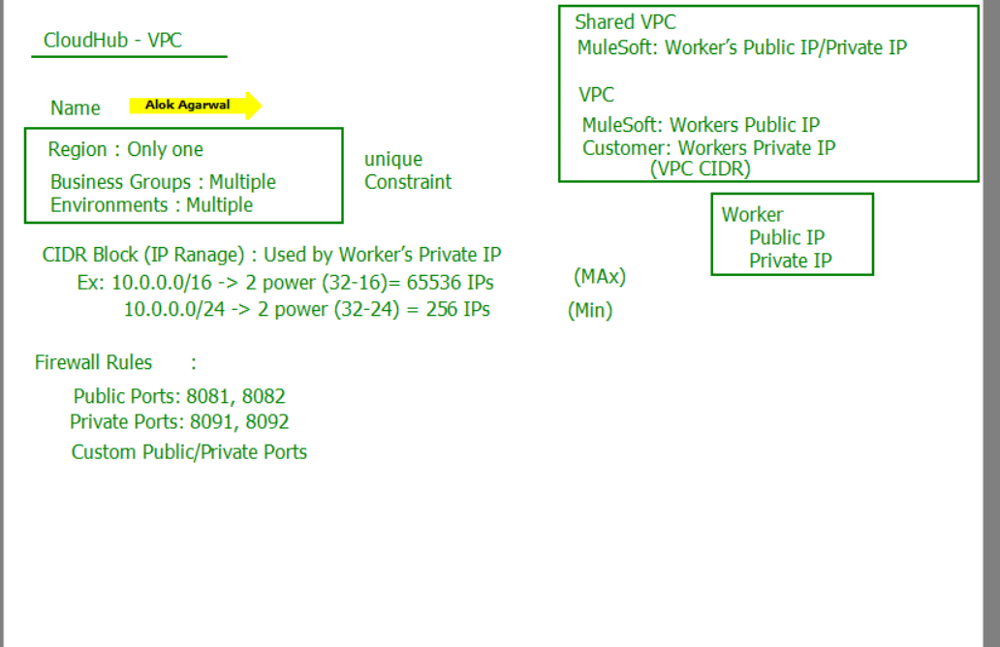 CloudHub - VPC
Name
Alok Agarwal
Region : Only one
Business Groups : Multiple
Environments : Multiple
unique
Constraint
CIDR Block (IP Ranage) : Used by Worker's Private IP
Ex: 10.0.0.0/16 -> 2 power (32-16)= 65536 IPs (MAx)
10.0.0.0/24 -> 2 power (32-24) = 256 IPs (Min)
Firewall Rules :
Public Ports: 8081, 8082
Private Ports: 8091, 8092
Custom Public/Private Ports
Shared VPC
MuleSoft: Worker's Public IP/Private IP
VPC
MuleSoft: Workers Public IP
Customer: Workers Private IP
(VPC CIDR)
Worker
Public IP
Private IP